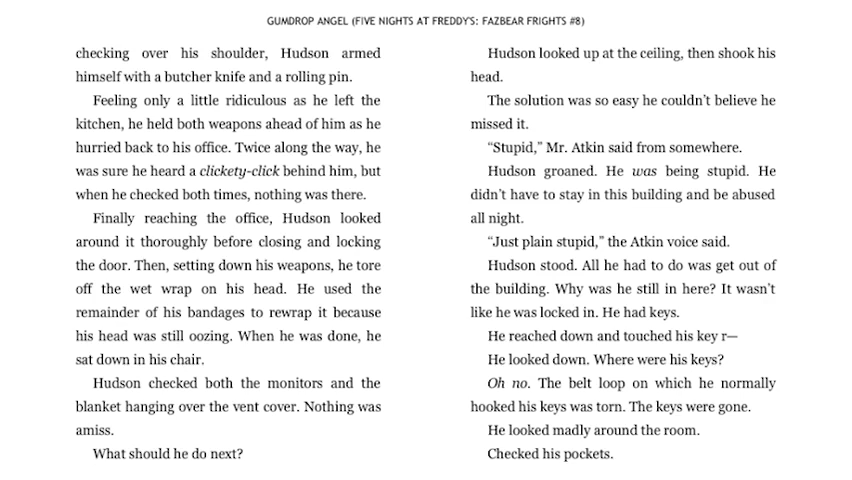 GUMDROP ANGEL (FIVE NIGHTS AT FREDDY'S: FAZBEAR FRIGHTS #8)
checking over his shoulder, Hudson armed
himself with a butcher knife and a rolling pin.
Feeling only a little ridiculous as he left the
kitchen, he held both weapons ahead of him as he
hurried back to his office. Twice along the way, he
was sure he heard a clickety-click behind him, but
when he checked both times, nothing was there.
Finally reaching the office, Hudson looked
around it thoroughly before closing and locking
the door. Then, setting down his weapons, he tore
off the wet wrap on his head. He used the
remainder of his bandages to rewrap it because
his head was still oozing. When he was done, he
sat down in his chair.
Hudson checked both the monitors and the
blanket hanging over the vent cover. Nothing was
amiss.
What should he do next?
Hudson looked up at the ceiling, then shook his
head.
The solution was so easy he couldn't believe he
missed it.
“Stupid,” Mr. Atkin said from somewhere.
Hudson groaned. He was being stupid. He
didn't have to stay in this building and be abused
all night.
“Just plain stupid,” the Atkin voice said.
Hudson stood. All he had to do was get out of
the building. Why was he still in here? It wasn't
like he was locked in. He had keys.
He reached down and touched his key r—
He looked down. Where were his keys?
Oh no. The belt loop on which he normally
hooked his keys was torn. The keys were gone.
He looked madly around the room.
Checked his pockets.